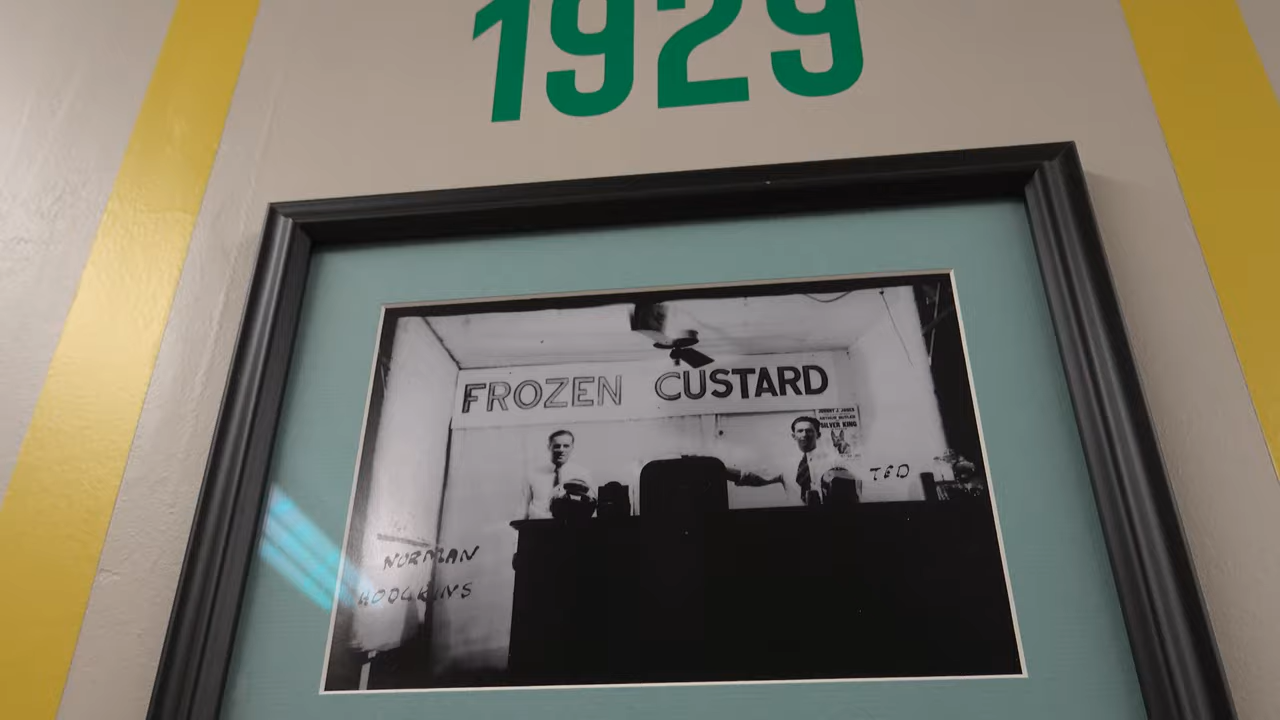 1929
FROZEN CUSTARD
SILVER KING
TED
NORMAN
HODGKINS